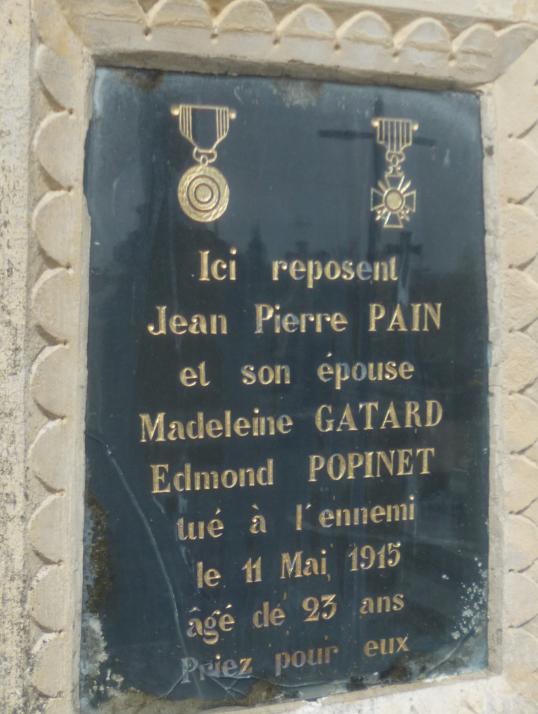 Ici reposent
Jean Pierre PAIN
et son épouse
Madeleine GATARD
Edmond POPINET
tué à l'ennemi
le 11 Mai 1915
âgé de 23 ans
Priez pour eux